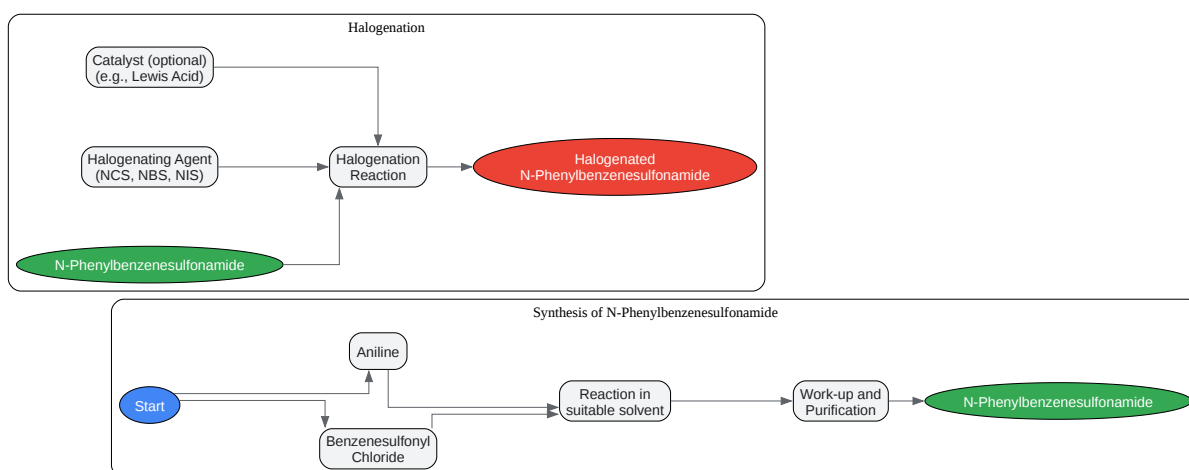 Halogenation
Catalyst (optional)
(e.g., Lewis Acid)
Halogenating Agent
(NCS, NBS, NIS)
Halogenation
Reaction
Halogenated
N-Phenylbenzenesulfonamide
N-Phenylbenzenesulfonamide
Synthesis of N-Phenylbenzenesulfonamide
Start
Aniline
Benzenesulfonyl
Chloride
Reaction in
suitable solvent
Work-up and
Purification
N-Phenylbenzenesulfonamide